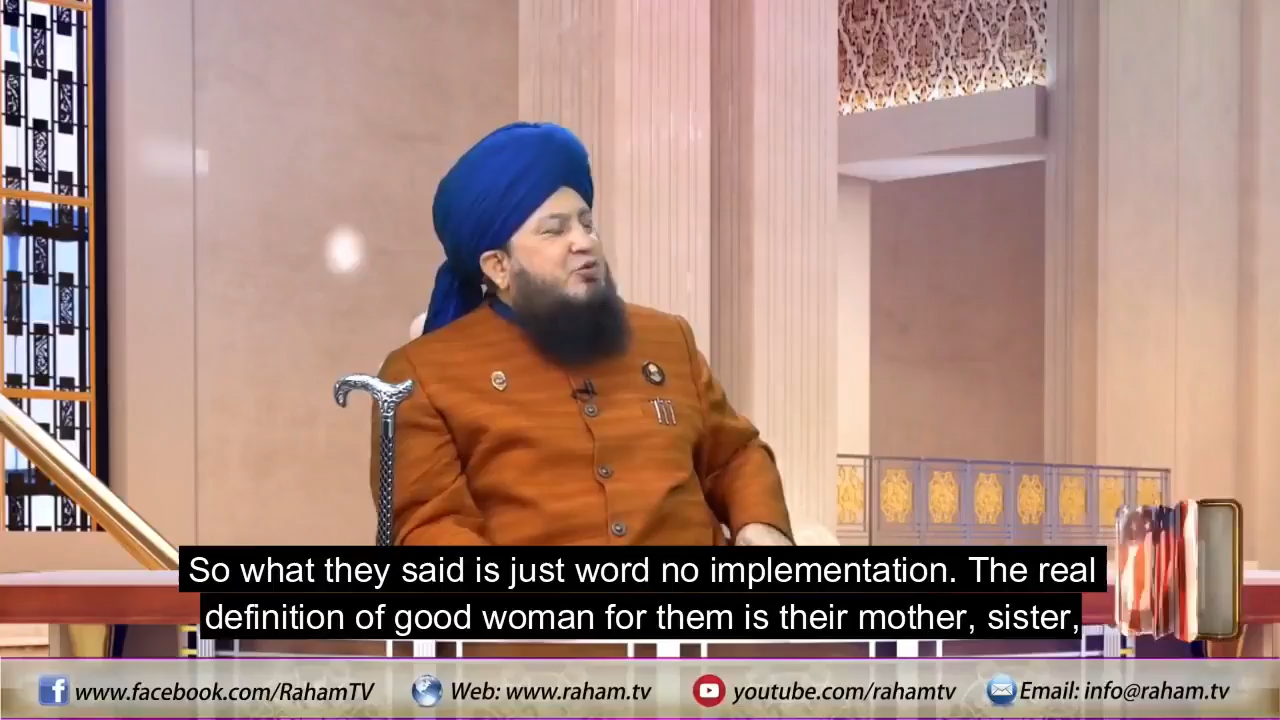 So what they said is just word no implementation. The real
definition of good woman for them is their mother, sister,
www.facebook.com/RahamTV Web: www.raham.tv youtube.com/rahamtv Email: info@raham.tv